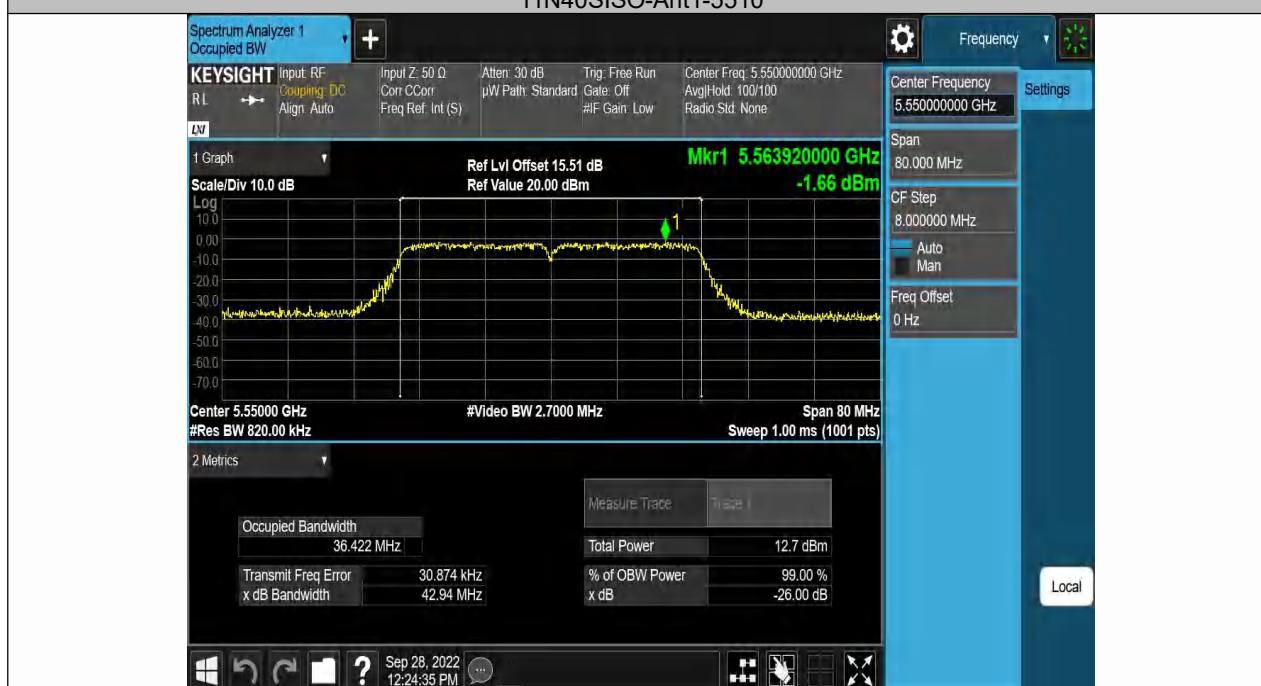 11N40SISO-Ant1-5510
Spectrum Analyzer 1
Occupied BW
+
Frequency
KEYSIGHT
RL
LXI
Input: RF
Coupling: DC
Align: Auto
Input Z: 50 Ω
Corr CCorr
Freq Ref: Int (S)
Atten: 30 dB
µW Path: Standard
Trig: Free Run
Gate: Off
#IF Gain: Low
Center Freq: 5.550000000 GHz
Avg|Hold: 100/100
Radio Std: None
Center Frequency
5.550000000 GHz
Settings
Span
80.000 MHz
CF Step
8.000000 MHz
Auto
Man
Freq Offset
0 Hz
Local
1 Graph
Scale/Div 10.0 dB
Ref Lvl Offset 15.51 dB
Ref Value 20.00 dBm
Mkr1 5.563920000 GHz
-1.66 dBm
Log
10.0
0.00
-10.0
-20.0
-30.0
-40.0
-50.0
-60.0
-70.0
1
Center 5.55000 GHz
#Res BW 820.00 kHz
#Video BW 2.7000 MHz
Span 80 MHz
Sweep 1.00 ms (1001 pts)
2 Metrics
Measure Trace
Trace 1
Occupied Bandwidth
36.422 MHz
Total Power 12.7 dBm
Transmit Freq Error 30.874 kHz
x dB Bandwidth 42.94 MHz
% of OBW Power 99.00 %
x dB -26.00 dB
?
Sep 28, 2022
12:24:35 PM